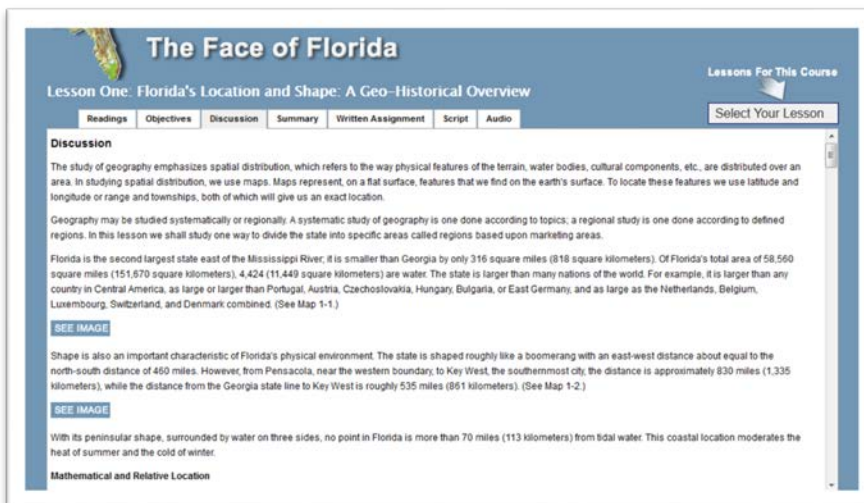 The Face of Florida
Lessons For This Course
Lesson One: Florida's Location and Shape: A Geo-Historical Overview
Select Your Lesson
Readings Objectives Discussion Summary Written Assignment Script Audio
Discussion
The study of geography emphasizes spatial distribution, which refers to the way physical features of the terrain, water bodies, cultural components, etc., are distributed over an
area. In studying spatial distribution, we use maps. Maps represent, on a flat surface, features that we find on the earth's surface. To locate these features we use latitude and
longitude or range and townships, both of which will give us an exact location.
Geography may be studied systematically or regionally. A systematic study of geography is one done according to topics; a regional study is one done according to defined
regions. In this lesson we shall study one way to divide the state into specific areas called regions based upon marketing areas.
Florida is the second largest state east of the Mississippi River; it is smaller than Georgia by only 316 square miles (818 square kilometers). Of Florida's total area of 58,560
square miles (151,670 square kilometers), 4,424 (11,449 square kilometers) are water. The state is larger than many nations of the world. For example, it is larger than any
country in Central America, as large or larger than Portugal, Austria, Czechoslovakia, Hungary, Bulgaria, or East Germany, and as large as the Netherlands, Belgium,
Luxembourg, Switzerland, and Denmark combined. (See Map 1-1.)
SEE IMAGE
Shape is also an important characteristic of Florida's physical environment. The state is shaped roughly like a boomerang with an east-west distance about equal to the
north-south distance of 460 miles. However, from Pensacola, near the western boundary, to Key West, the southernmost city, the distance is approximately 830 miles (1,335
kilometers), while the distance from the Georgia state line to Key West is roughly 535 miles (861 kilometers). (See Map 1-2.)
SEE IMAGE
With its peninsular shape, surrounded by water on three sides, no point in Florida is more than 70 miles (113 kilometers) from tidal water. This coastal location moderates the
heat of summer and the cold of winter.
Mathematical and Relative Location